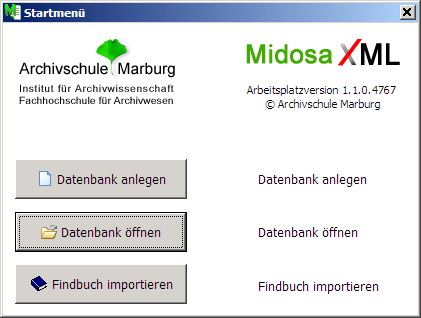 Startmenü
Archivschule Marburg
Institut für Archivwissenschaft
Fachhochschule für Archivwesen
Midosa XML
Arbeitsplatzversion 1.1.0.4767
© Archivschule Marburg
Datenbank anlegen Datenbank anlegen
Datenbank öffnen Datenbank öffnen
Findbuch importieren Findbuch importieren